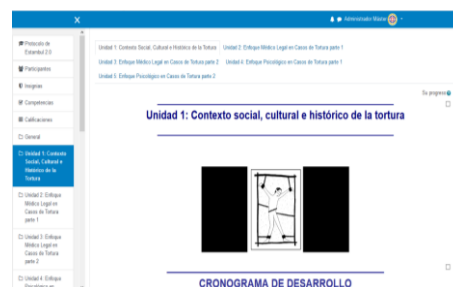 Administrador Máster
Protocolo de
Estambul 2.0
Participantes
Insignias
Competencias
Calificaciones
General
Unidad 1: Contexto
Social, Cultural e
Histórico de la
Tortura
Unidad 2: Enfoque
Médico Legal en
Casos de Tortura
parte 1
Unidad 3: Enfoque
Médico Legal en
Casos de Tortura
parte 2
Unidad 4: Enfoque
Psicológico en
Unidad 1: Contexto Social, Cultural e Histórico de la Tortura
Unidad 2: Enfoque Médico Legal en Casos de Tortura parte 1
Unidad 3: Enfoque Médico Legal en Casos de Tortura parte 2
Unidad 4: Enfoque Psicológico en Casos de Tortura parte 1
Unidad 5: Enfoque Psicológico en Casos de Tortura parte 2
Su progreso
Unidad 1: Contexto social, cultural e histórico de la tortura
CRONOGRAMA DE DESARROLLO